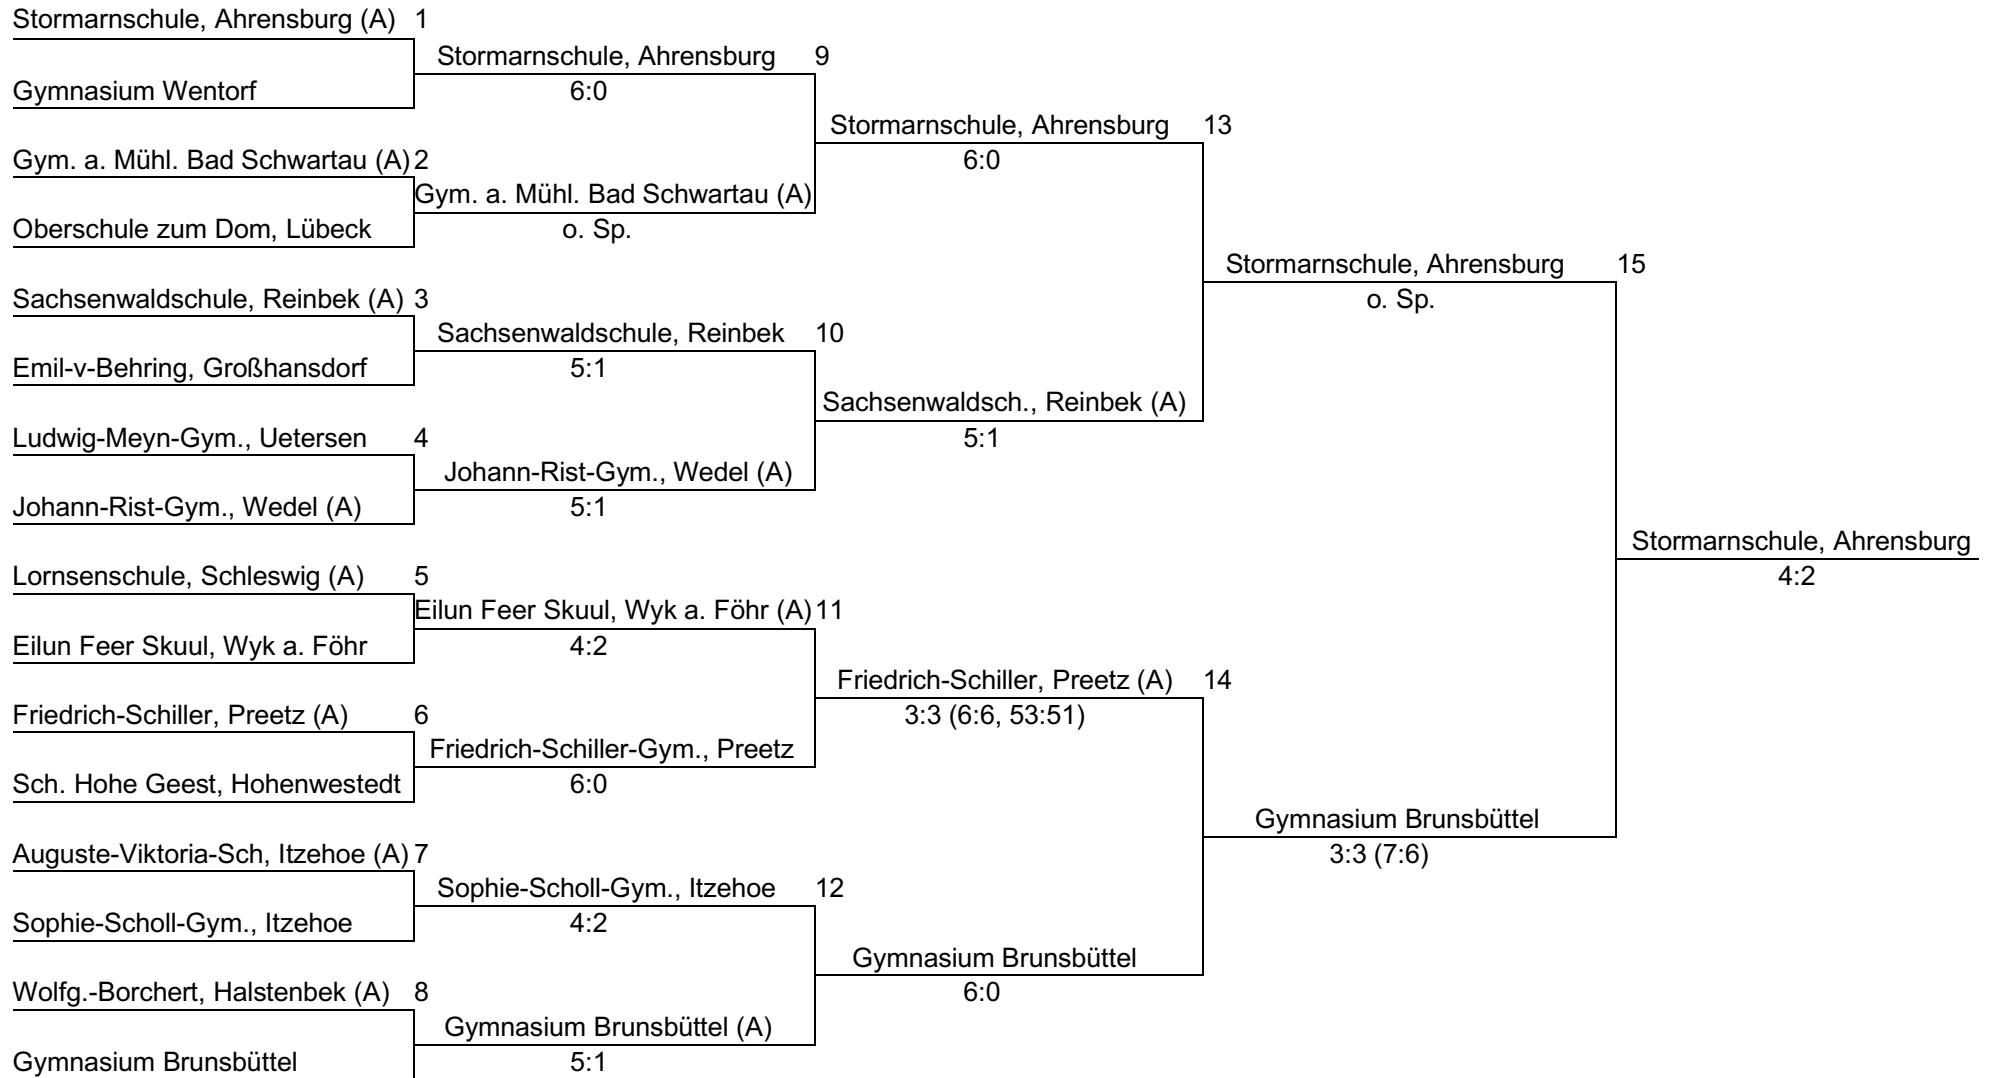 Stormarnschule, Ahrensburg (A) 1
Stormarnschule, Ahrensburg 9
Gymnasium Wentorf 6:0
Stormarnschule, Ahrensburg 13
Gym. a. Mühl. Bad Schwartau (A) 2 6:0
Gym. a. Mühl. Bad Schwartau (A)
Oberschule zum Dom, Lübeck o. Sp.
Stormarnschule, Ahrensburg 15
Sachsenwaldschule, Reinbek (A) 3 o. Sp.
Sachsenwaldschule, Reinbek 10
Emil-v-Behring, Großhansdorf 5:1
Sachsenwaldsch., Reinbek (A)
Ludwig-Meyn-Gym., Uetersen 4 5:1
Johann-Rist-Gym., Wedel (A)
Johann-Rist-Gym., Wedel (A) 5:1
Stormarnschule, Ahrensburg
Lornsenschule, Schleswig (A) 5 4:2
Eilun Feer Skuul, Wyk a. Föhr (A) 11
Eilun Feer Skuul, Wyk a. Föhr 4:2
Friedrich-Schiller, Preetz (A) 14
Friedrich-Schiller, Preetz (A) 6 3:3 (6:6, 53:51)
Friedrich-Schiller-Gym., Preetz
Sch. Hohe Geest, Hohenwestedt 6:0
Gymnasium Brunsbüttel
Auguste-Viktoria-Sch, Itzehoe (A) 7 3:3 (7:6)
Sophie-Scholl-Gym., Itzehoe 12
Sophie-Scholl-Gym., Itzehoe 4:2
Gymnasium Brunsbüttel
Wolfg.-Borchert, Halstenbek (A) 8 6:0
Gymnasium Brunsbüttel (A)
Gymnasium Brunsbüttel 5:1